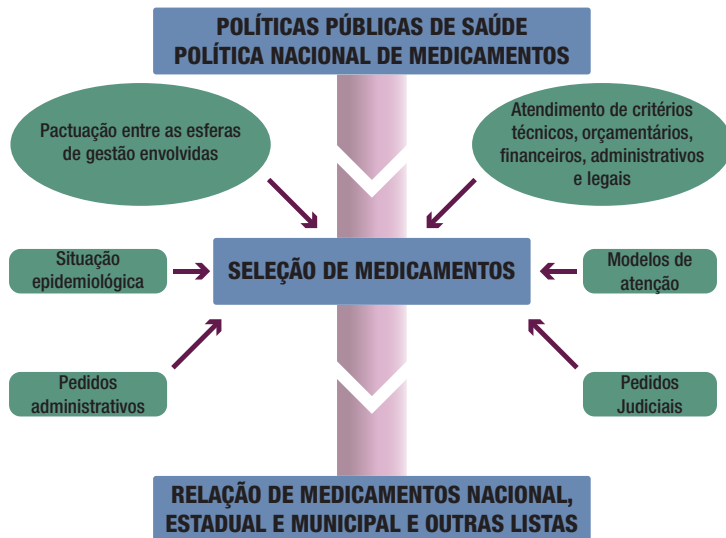 POLÍTICAS PÚBLICAS DE SAÚDE
POLÍTICA NACIONAL DE MEDICAMENTOS
Pactuação entre as esferas
de gestão envolvidas
Atendimento de critérios
técnicos, orçamentários,
financeiros, administrativos
e legais
Situação
epidemiológica
SELEÇÃO DE MEDICAMENTOS
Modelos de
atenção
Pedidos
administrativos
Pedidos
Judiciais
RELAÇÃO DE MEDICAMENTOS NACIONAL,
ESTADUAL E MUNICIPAL E OUTRAS LISTAS